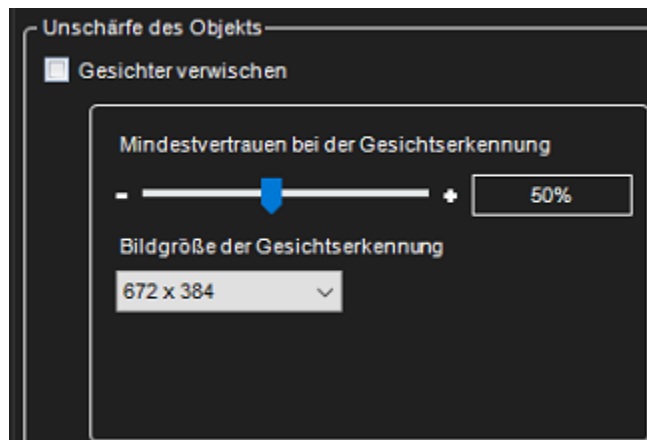 Unschärfe des Objekts
Gesichter verwischen
Mindestvertrauen bei der Gesichtserkennung
- + 50%
Bildgröße der Gesichtserkennung
672 x 384